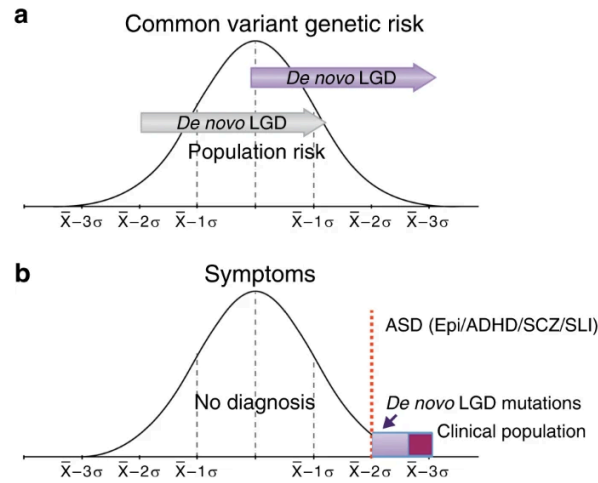 a
Common variant genetic risk
De novo LGD
De novo LGD
Population risk
X̅–3σ X̅–2σ X̅–1σ X̅–1σ X̅–2σ X̅–3σ
b
Symptoms
ASD (Epi/ADHD/SCZ/SLI)
No diagnosis
De novo LGD mutations
Clinical population
X̅–3σ X̅–2σ X̅–1σ X̅–1σ X̅–2σ X̅–3σ